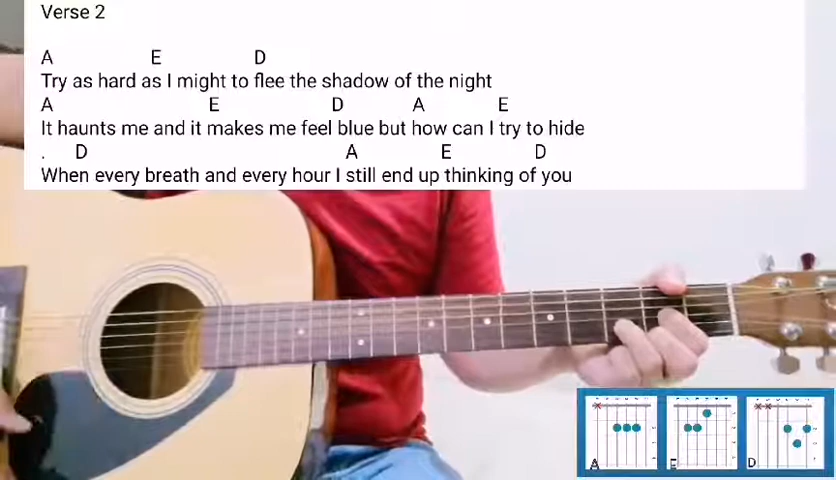 Verse 2
A E D
Try as hard as I might to flee the shadow of the night
A E D A E
It haunts me and it makes me feel blue but how can I try to hide
. D A E D
When every breath and every hour I still end up thinking of you
A E D